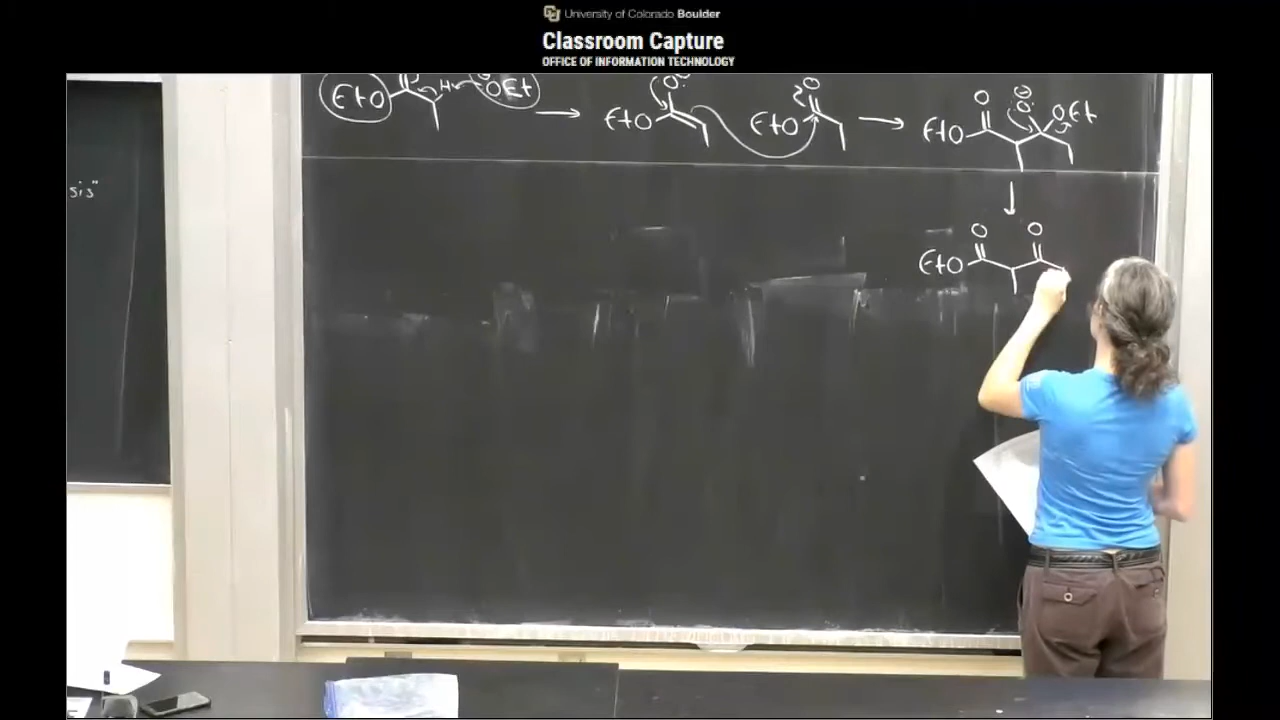 University of Colorado Boulder
Classroom Capture
OFFICE OF INFORMATION TECHNOLOGY
EtO H OEt → EtO O EtO O → EtO O O OEt
sis"
EtO O O